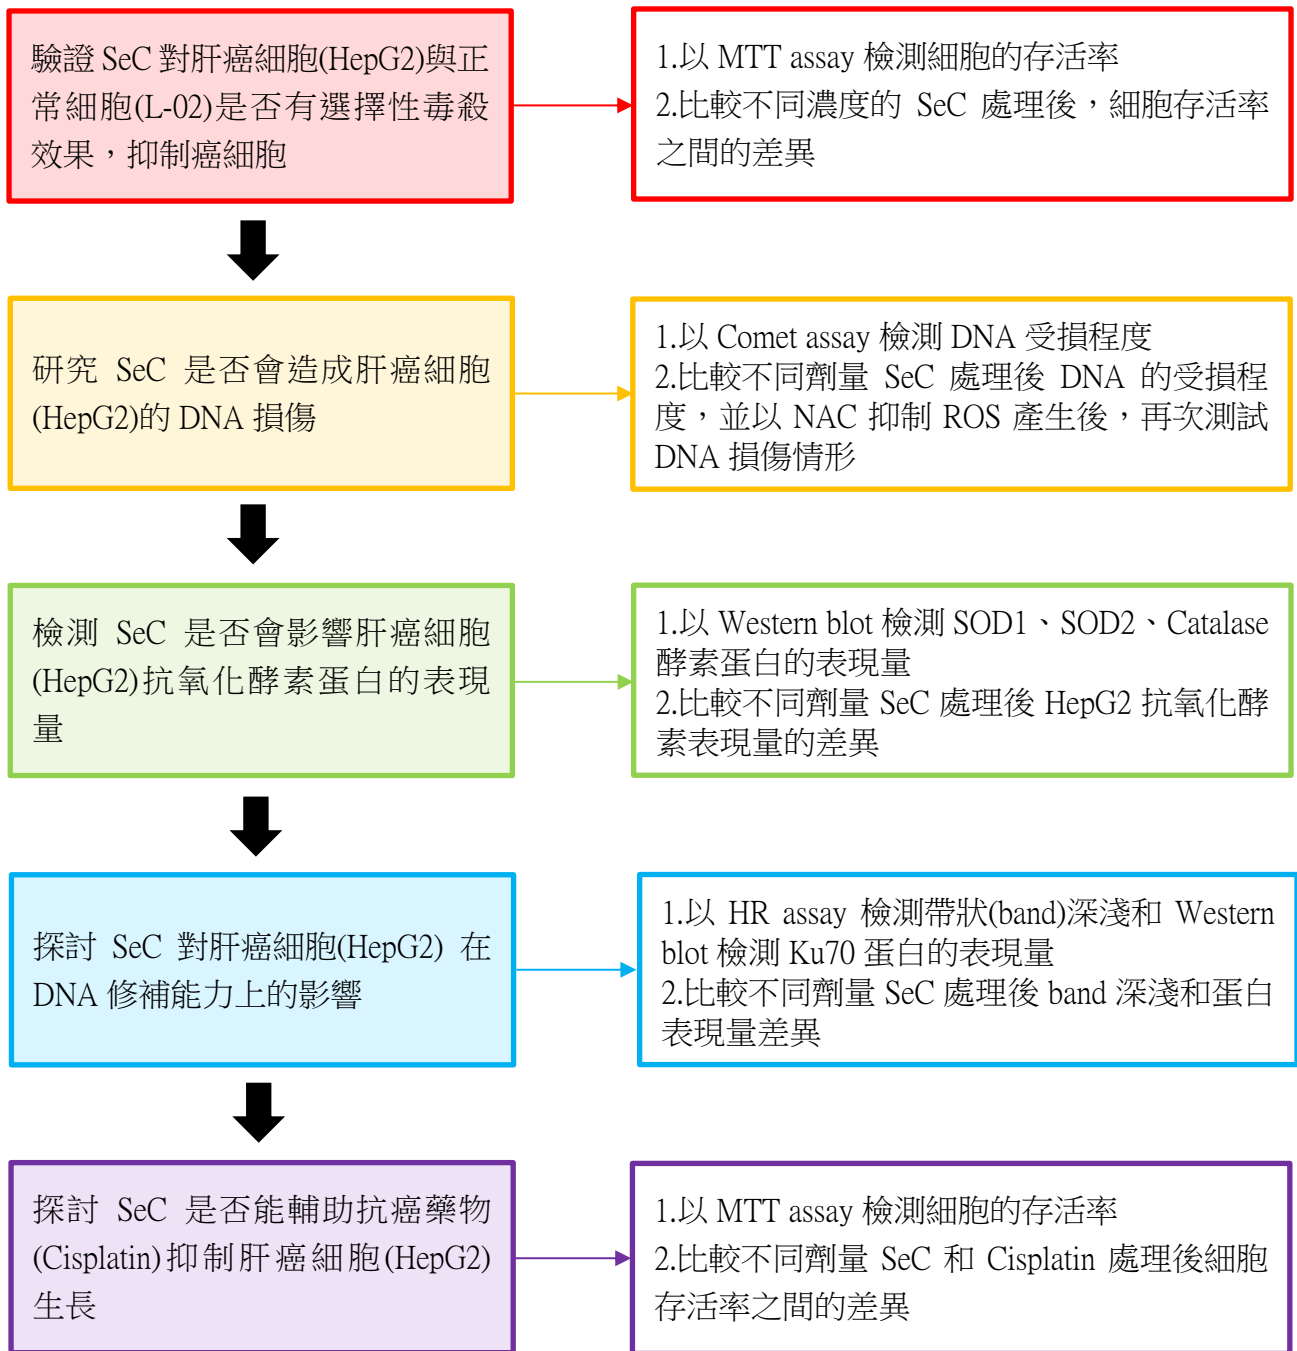 驗證 SeC 對肝癌細胞(HepG2)與正
常細胞(L-02)是否有選擇性毒殺
效果，抑制癌細胞
1.以 MTT assay 檢測細胞的存活率
2.比較不同濃度的 SeC 處理後，細胞存活率
之間的差異
研究 SeC 是否會造成肝癌細胞
(HepG2)的 DNA 損傷
1.以 Comet assay 檢測 DNA 受損程度
2.比較不同劑量 SeC 處理後 DNA 的受損程
度，並以 NAC 抑制 ROS 產生後，再次測試
DNA 損傷情形
檢測 SeC 是否會影響肝癌細胞
(HepG2)抗氧化酵素蛋白的表現
量
1.以 Western blot 檢測 SOD1、SOD2、Catalase
酵素蛋白的表現量
2.比較不同劑量 SeC 處理後 HepG2 抗氧化酵
素表現量的差異
探討 SeC 對肝癌細胞(HepG2) 在
DNA 修補能力上的影響
1.以 HR assay 檢測帶狀(band)深淺和 Western
blot 檢測 Ku70 蛋白的表現量
2.比較不同劑量 SeC 處理後 band 深淺和蛋白
表現量差異
探討 SeC 是否能輔助抗癌藥物
(Cisplatin)抑制肝癌細胞(HepG2)
生長
1.以 MTT assay 檢測細胞的存活率
2.比較不同劑量 SeC 和 Cisplatin 處理後細胞
存活率之間的差異